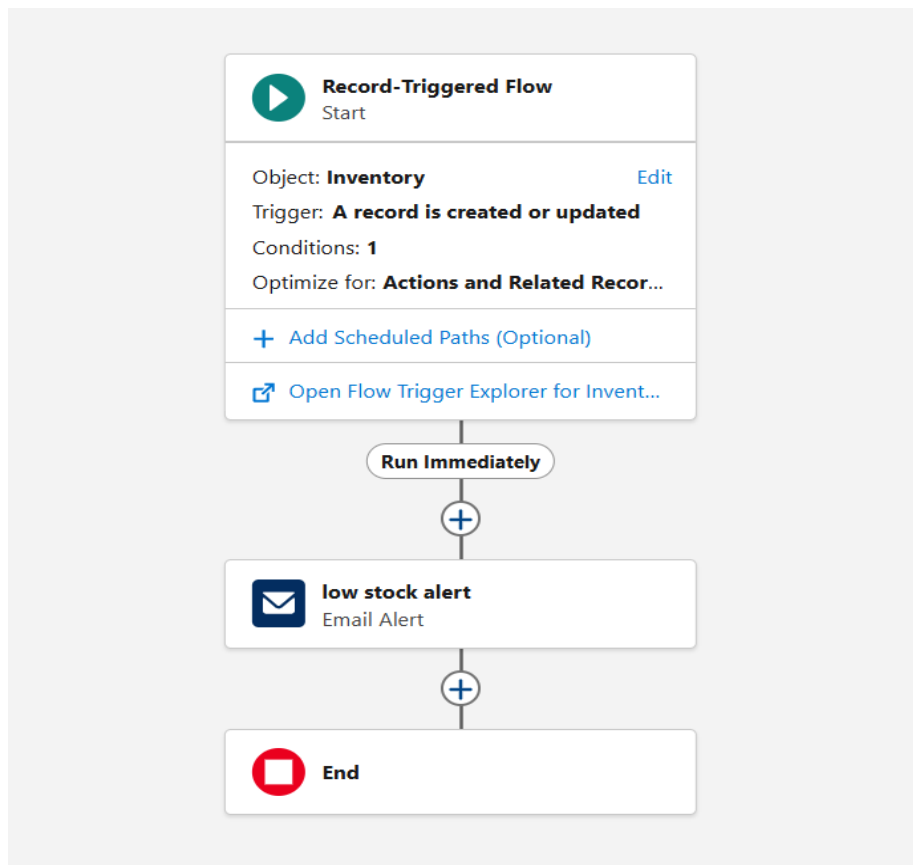 Record-Triggered Flow
Start
Object: Inventory
Edit
Trigger: A record is created or updated
Conditions: 1
Optimize for: Actions and Related Recor...
Add Scheduled Paths (Optional)
Open Flow Trigger Explorer for Invent...
Run Immediately
low stock alert
Email Alert
End